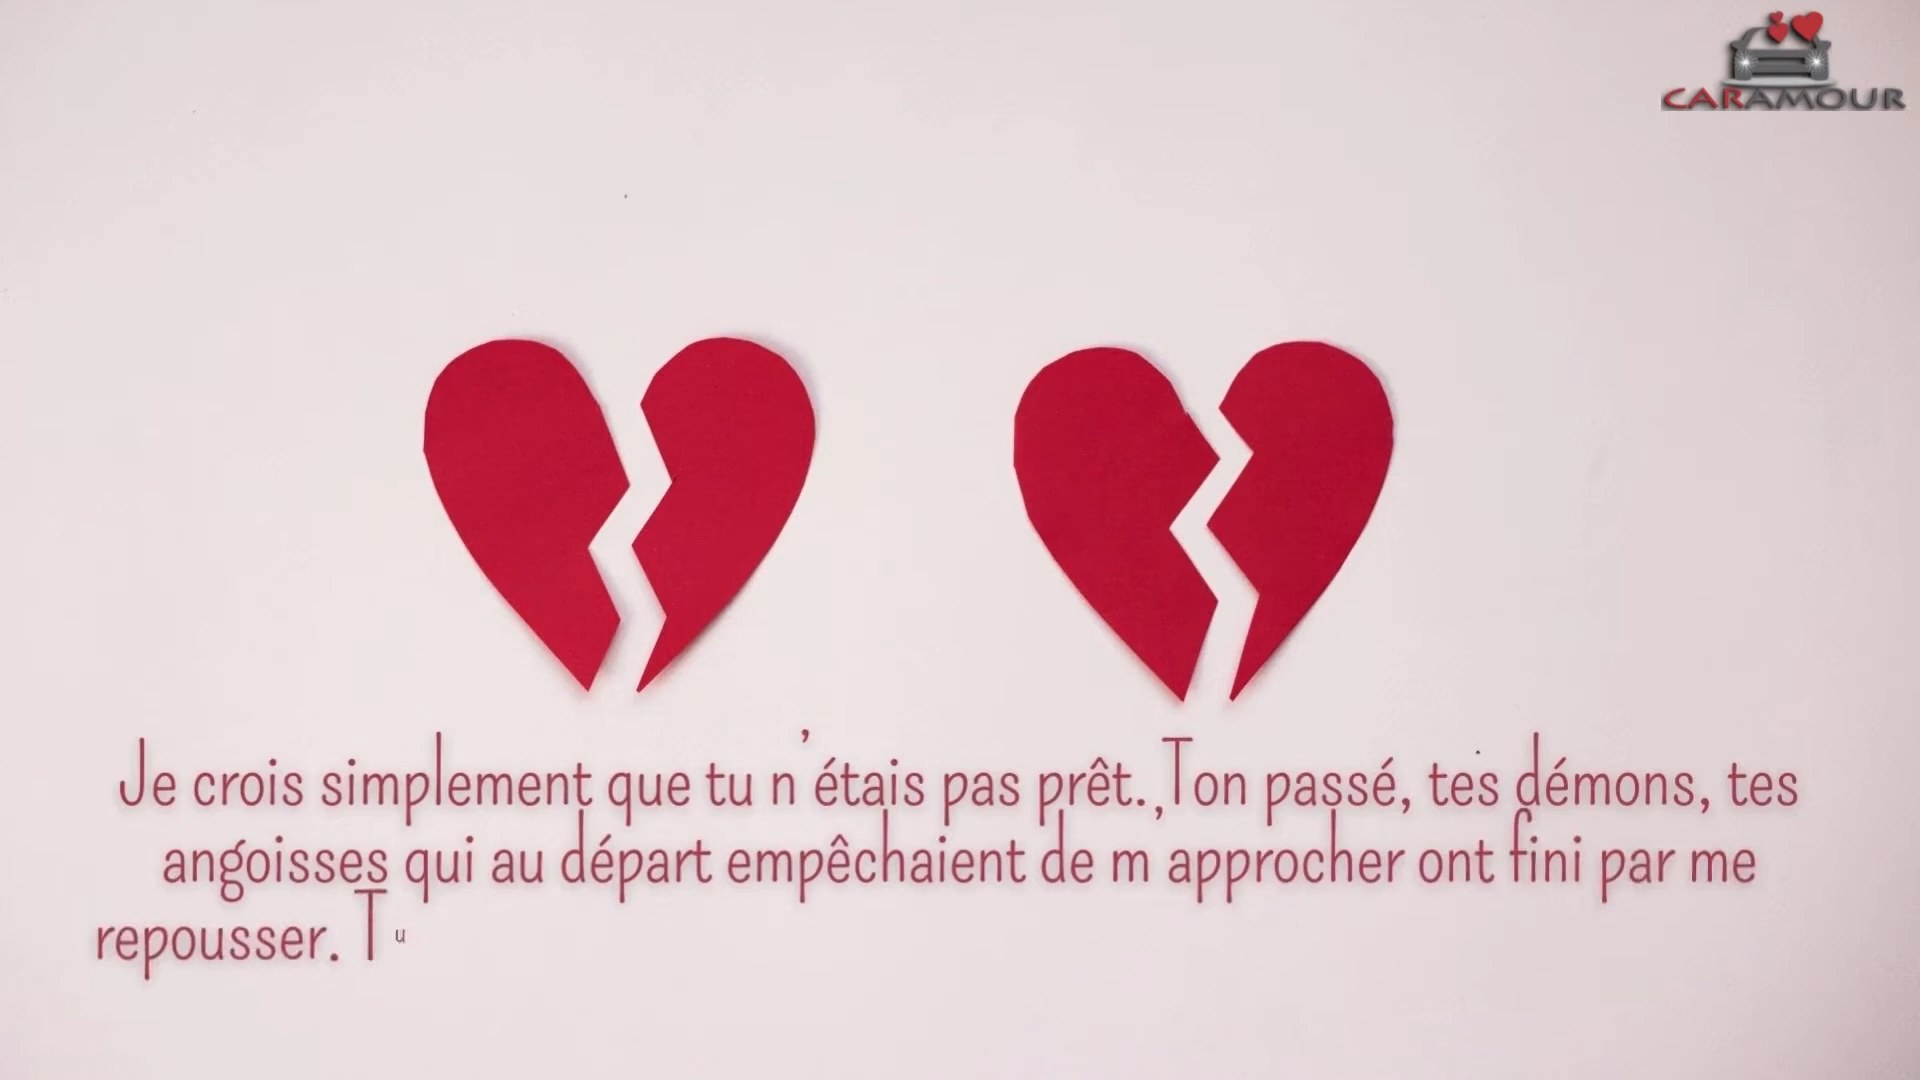 CARAMOUR
Je crois simplement que tu n'étais pas prêt.,Ton passé, tes démons, tes
angoisses qui au départ empêchaient de m approcher ont fini par me
repousser. Tu